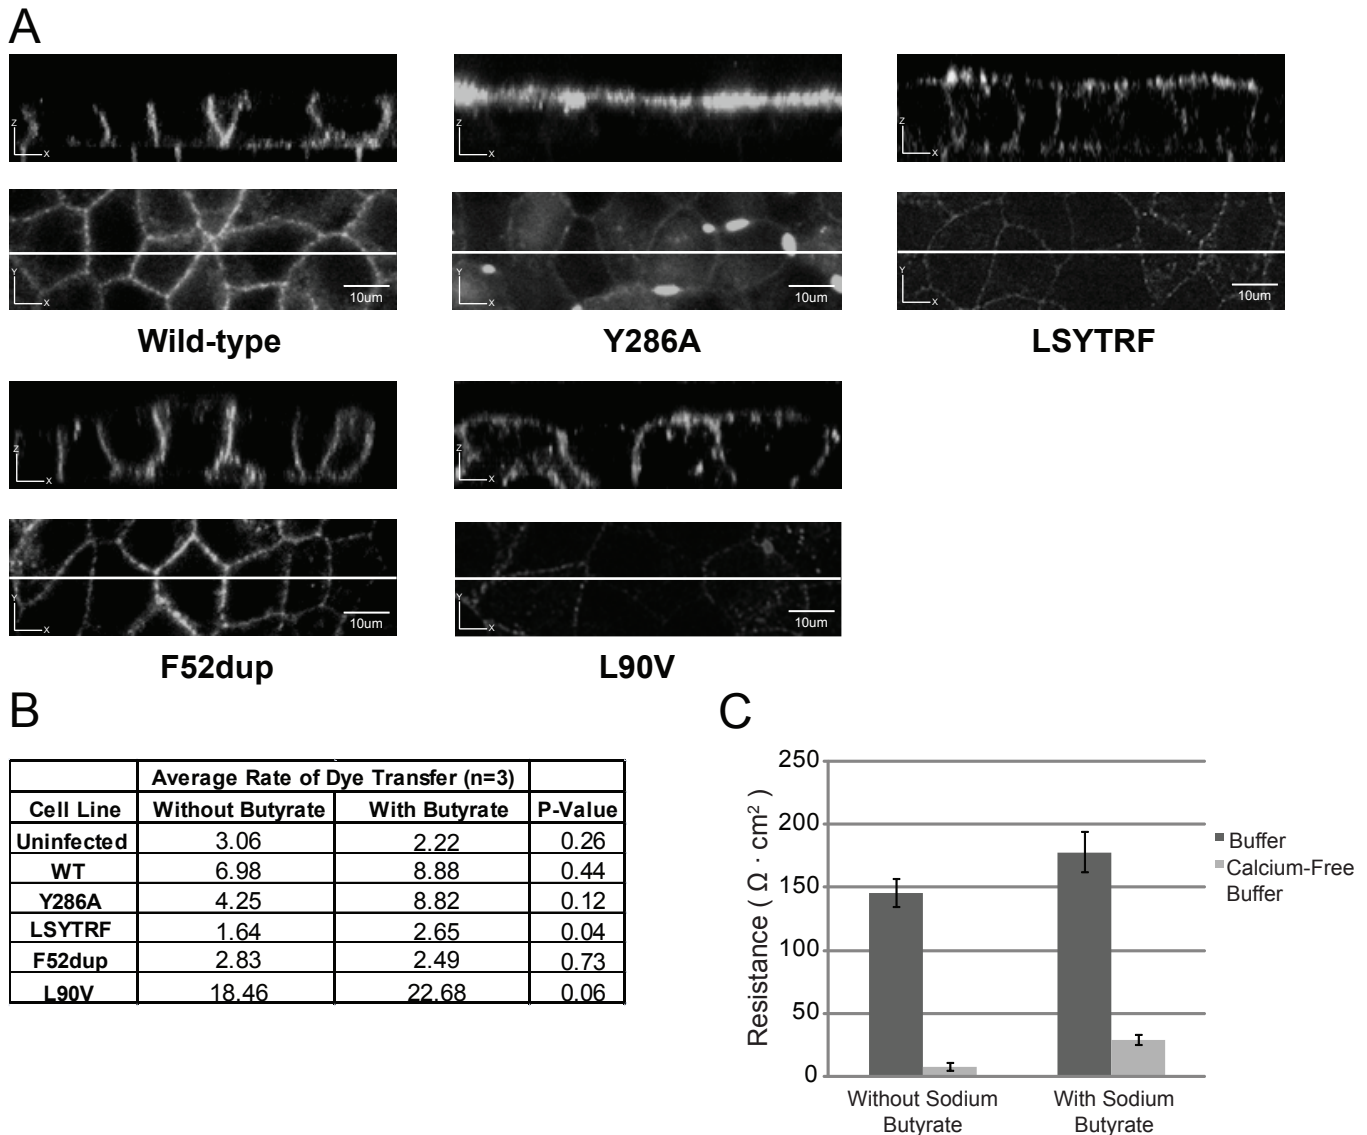 A
Z
X
Z
X
Z
X
Y
X
10um
Y
X
10um
Y
X
10um
Wild-type
Y286A
LSYTRF
Z
X
Z
X
Y
X
10um
Y
X
10um
F52dup
L90V
B
Average Rate of Dye Transfer (n=3)
Cell Line Without Butyrate With Butyrate P-Value
Uninfected 3.06 2.22 0.26
WT 6.98 8.88 0.44
Y286A 4.25 8.82 0.12
LSYTRF 1.64 2.65 0.04
F52dup 2.83 2.49 0.73
L90V 18.46 22.68 0.06
C
Resistance ( Ω · cm² )
250
200
150
100
50
0
Without Sodium
Butyrate
With Sodium
Butyrate
Buffer
Calcium-Free
Buffer